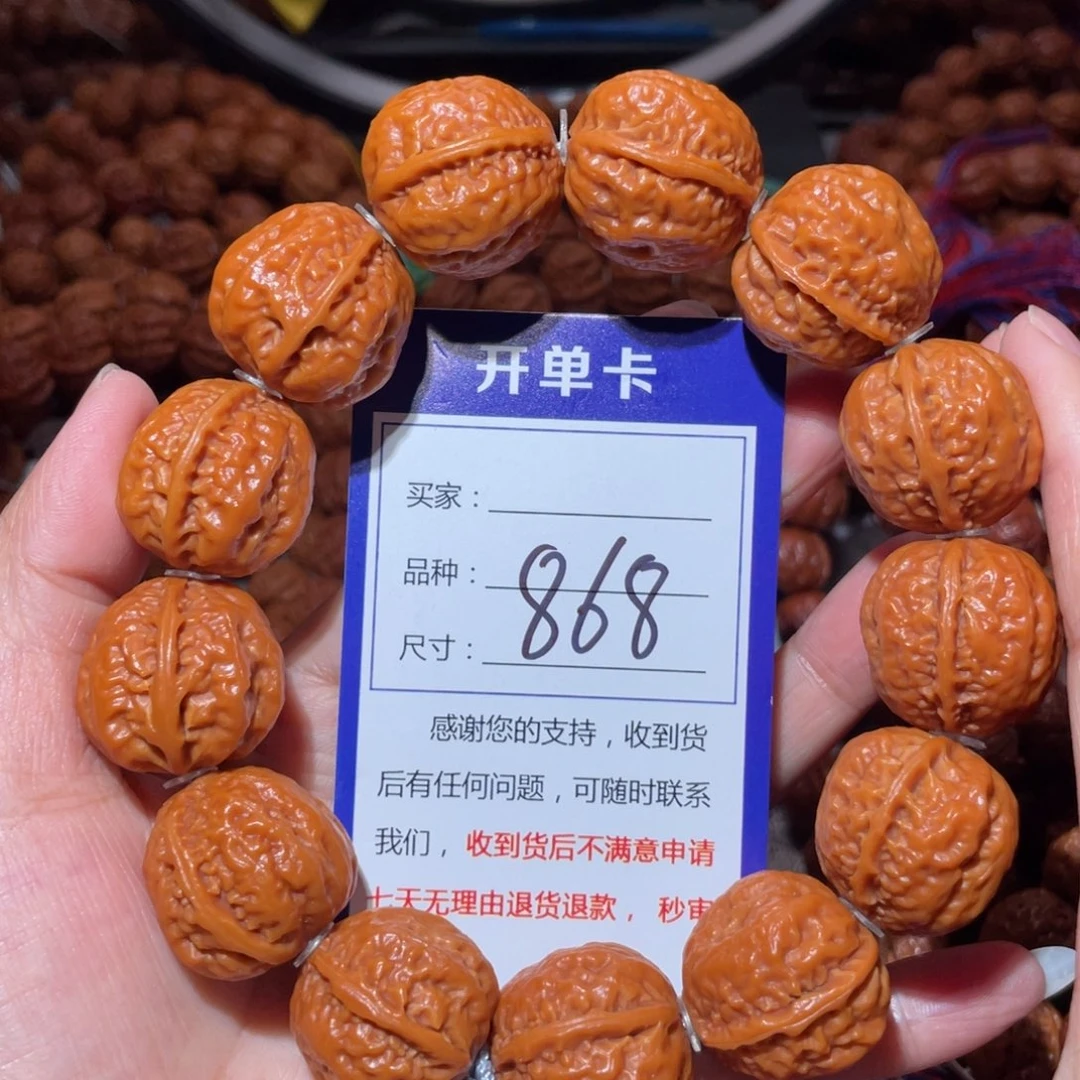 开单卡
买家：
品种：
868
尺寸：
感谢您的支持，收到货
后有任何问题，可随时联系
我们，收到货后不满意申请
七天无理由退货退款，秒审